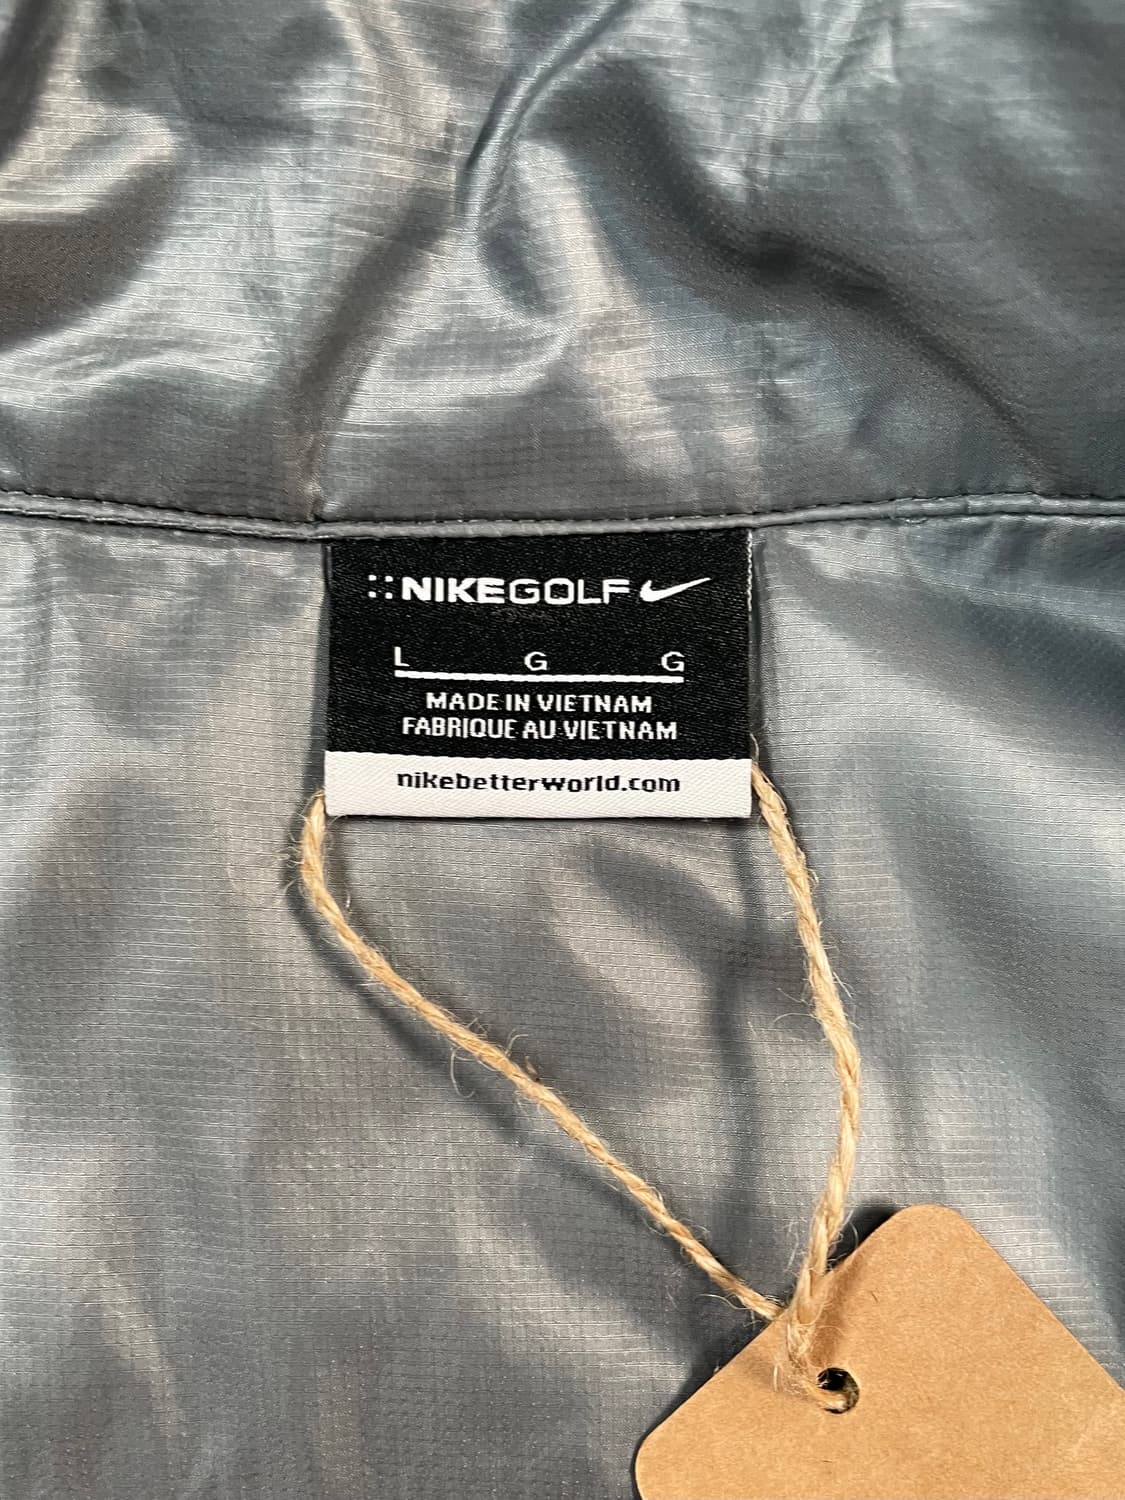 NIKEGOLF
L G G
MADE IN VIETNAM
FABRIQUE AU VIETNAM
nikebetterworld.com